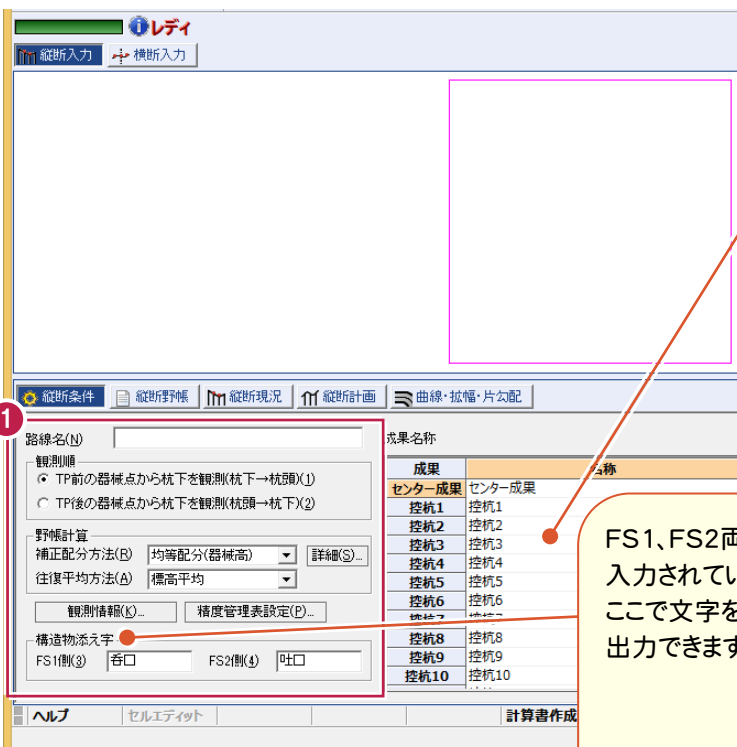 レディ
縦断入力 横断入力
縦断条件 縦断野帳 縦断現況 縦断計画 曲線・拡幅・片勾配
1
路線名(N)
成果名称
観測順
TP前の器械点から杭下を観測(杭下→杭頭)(1)
TP後の器械点から杭下を観測(杭頭→杭下)(2)
野帳計算
補正配分方法(R) 均等配分(器械高) 詳細(S)...
往復平均方法(A) 標高平均
観測情報(K)... 精度管理表設定(P)...
構造物添え字
FS1側(3) 呑口 FS2側(4) 吐口
成果 名称
センター成果 センター成果
控杭1 控杭1
控杭2 控杭2
控杭3 控杭3
控杭4 控杭4
控杭5 控杭5
控杭6 控杭6
控杭7 控杭7
控杭8 控杭8
控杭9 控杭9
控杭10 控杭10
FS1、FS2両
入力されてい
ここで文字を
出力できます
ヘルプ セルエディット 計算書作成